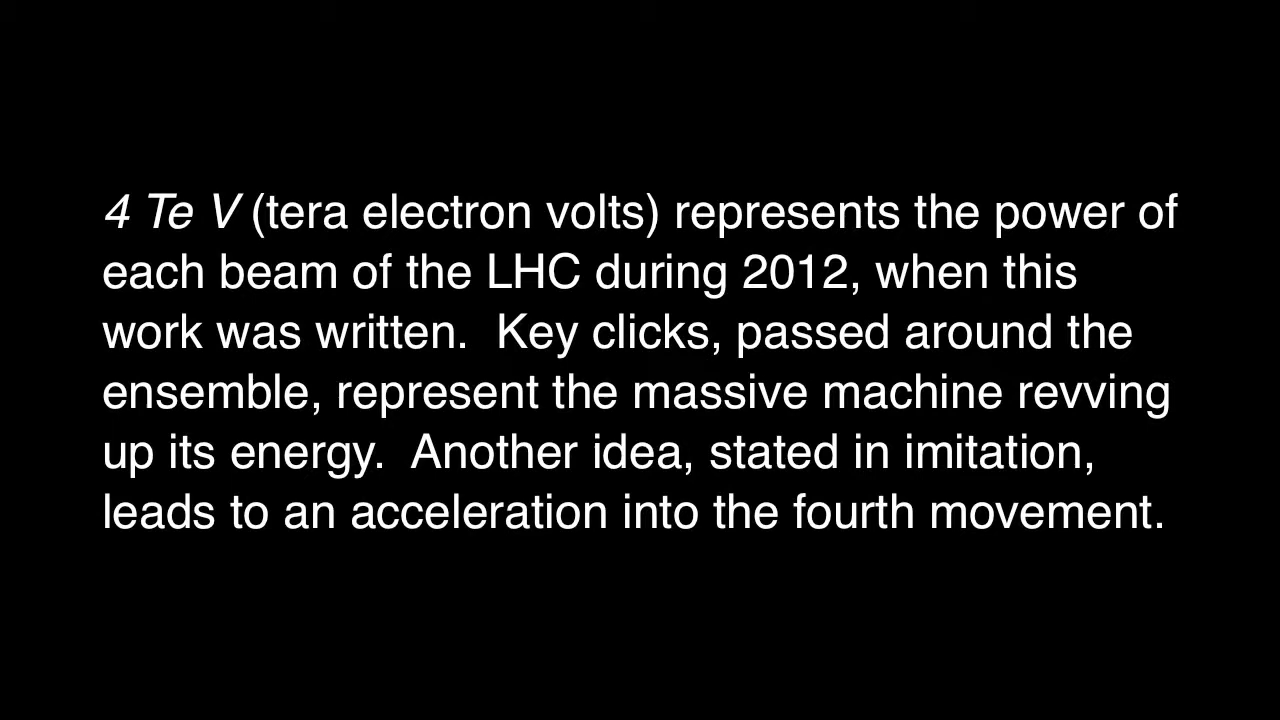 4 Te V (tera electron volts) represents the power of
each beam of the LHC during 2012, when this
work was written.  Key clicks, passed around the
ensemble, represent the massive machine revving
up its energy.  Another idea, stated in imitation,
leads to an acceleration into the fourth movement.